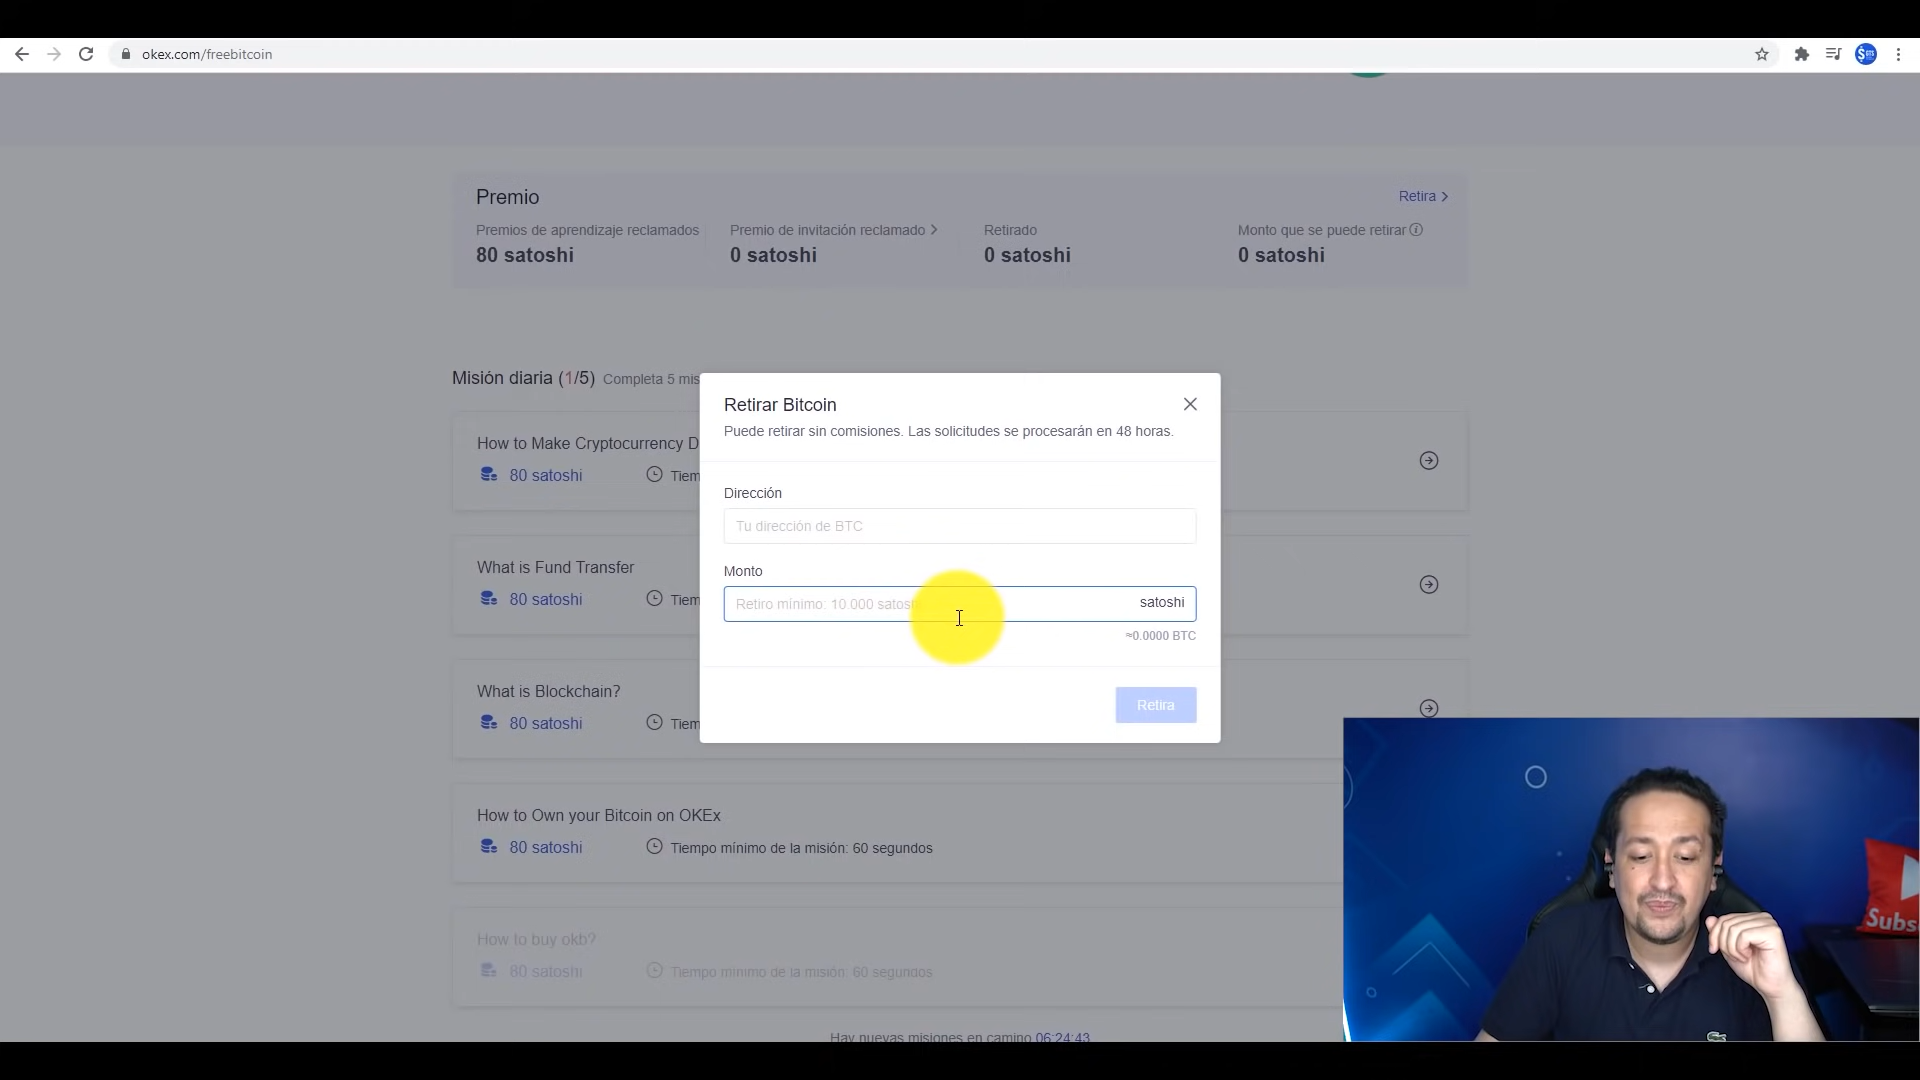 okex.com/freebitcoin
Premio
Retira >
Premios de aprendizaje reclamados
80 satoshi
Premio de invitación reclamado >
0 satoshi
Retirado
0 satoshi
Monto que se puede retirar
0 satoshi
Misión diaria (1/5) Completa 5 mis
How to Make Cryptocurrency D
80 satoshi Tiem
What is Fund Transfer
80 satoshi Tiem
What is Blockchain?
80 satoshi Tiem
How to Own your Bitcoin on OKEx
80 satoshi Tiempo mínimo de la misión: 60 segundos
How to buy okb?
80 satoshi Tiempo mínimo de la misión: 60 segundos
Hay nuevas misiones en camino 06:24:43
Retirar Bitcoin
Puede retirar sin comisiones. Las solicitudes se procesarán en 48 horas.
Dirección
Tu dirección de BTC
Monto
Retiro mínimo: 10.000 satos
satoshi
≈0.0000 BTC
Retira
Subs